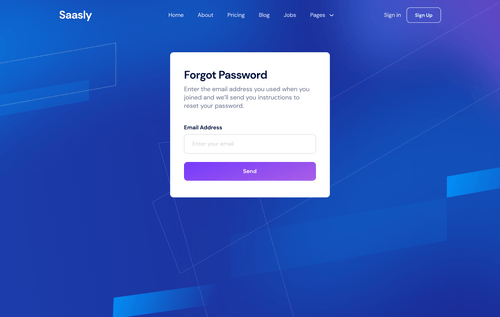 Saasly
Home About Pricing Blog Jobs Pages
Sign in
Sign Up
Forgot Password
Enter the email address you used when you
joined and we'll send you instructions to
reset your password.
Email Address
Enter your email
Send